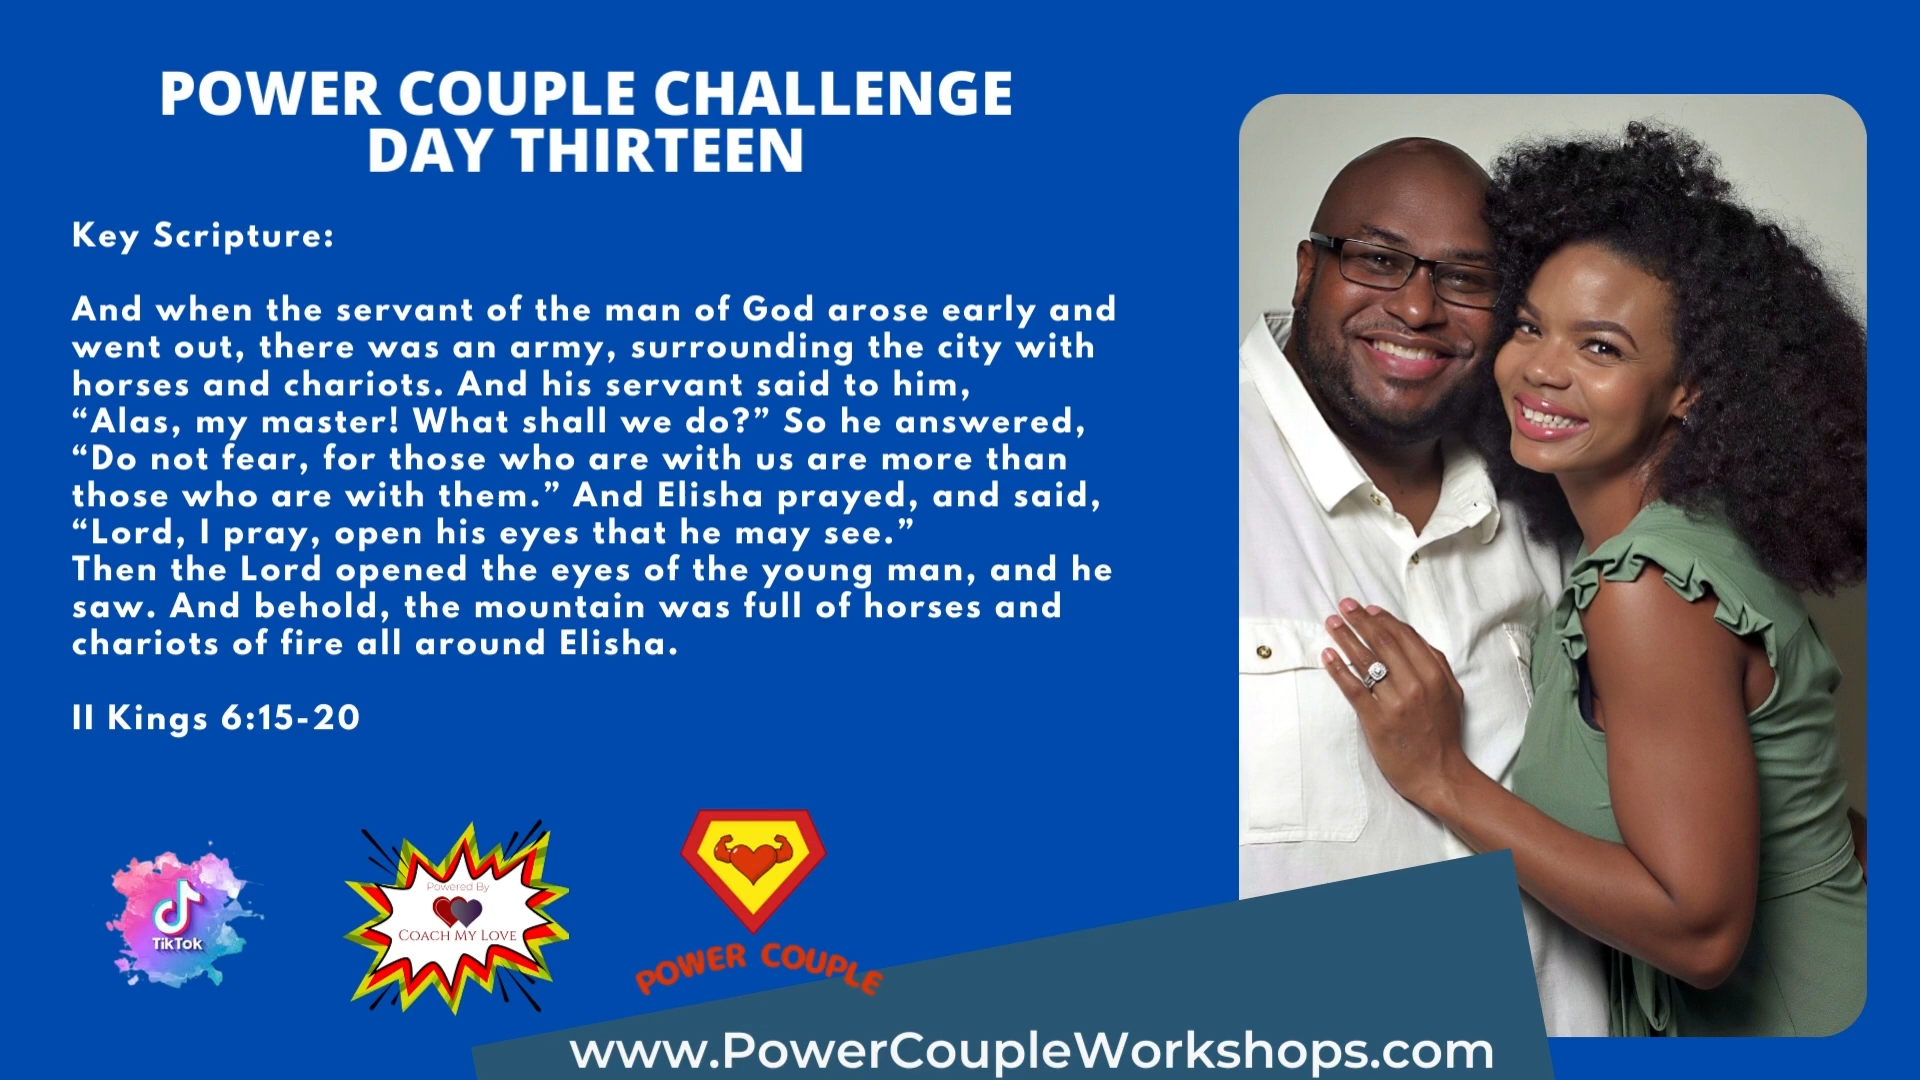 POWER COUPLE CHALLENGE
DAY THIRTEEN
Key Scripture:
And when the servant of the man of God arose early and
went out, there was an army, surrounding the city with
horses and chariots. And his servant said to him,
“Alas, my master! What shall we do?” So he answered,
“Do not fear, for those who are with us are more than
those who are with them.” And Elisha prayed, and said,
“Lord, I pray, open his eyes that he may see.”
Then the Lord opened the eyes of the young man, and he
saw. And behold, the mountain was full of horses and
chariots of fire all around Elisha.
II Kings 6:15-20
TikTok
Powered By
COACH MY LOVE
POWER COUPLE
www.PowerCoupleWorkshops.com